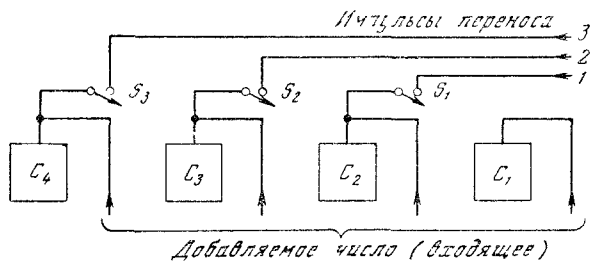 Импульсы переноса
3
2
1
S₃
S₂
S₁
C₄
C₃
C₂
C₁
Добавляемое число (входящее)